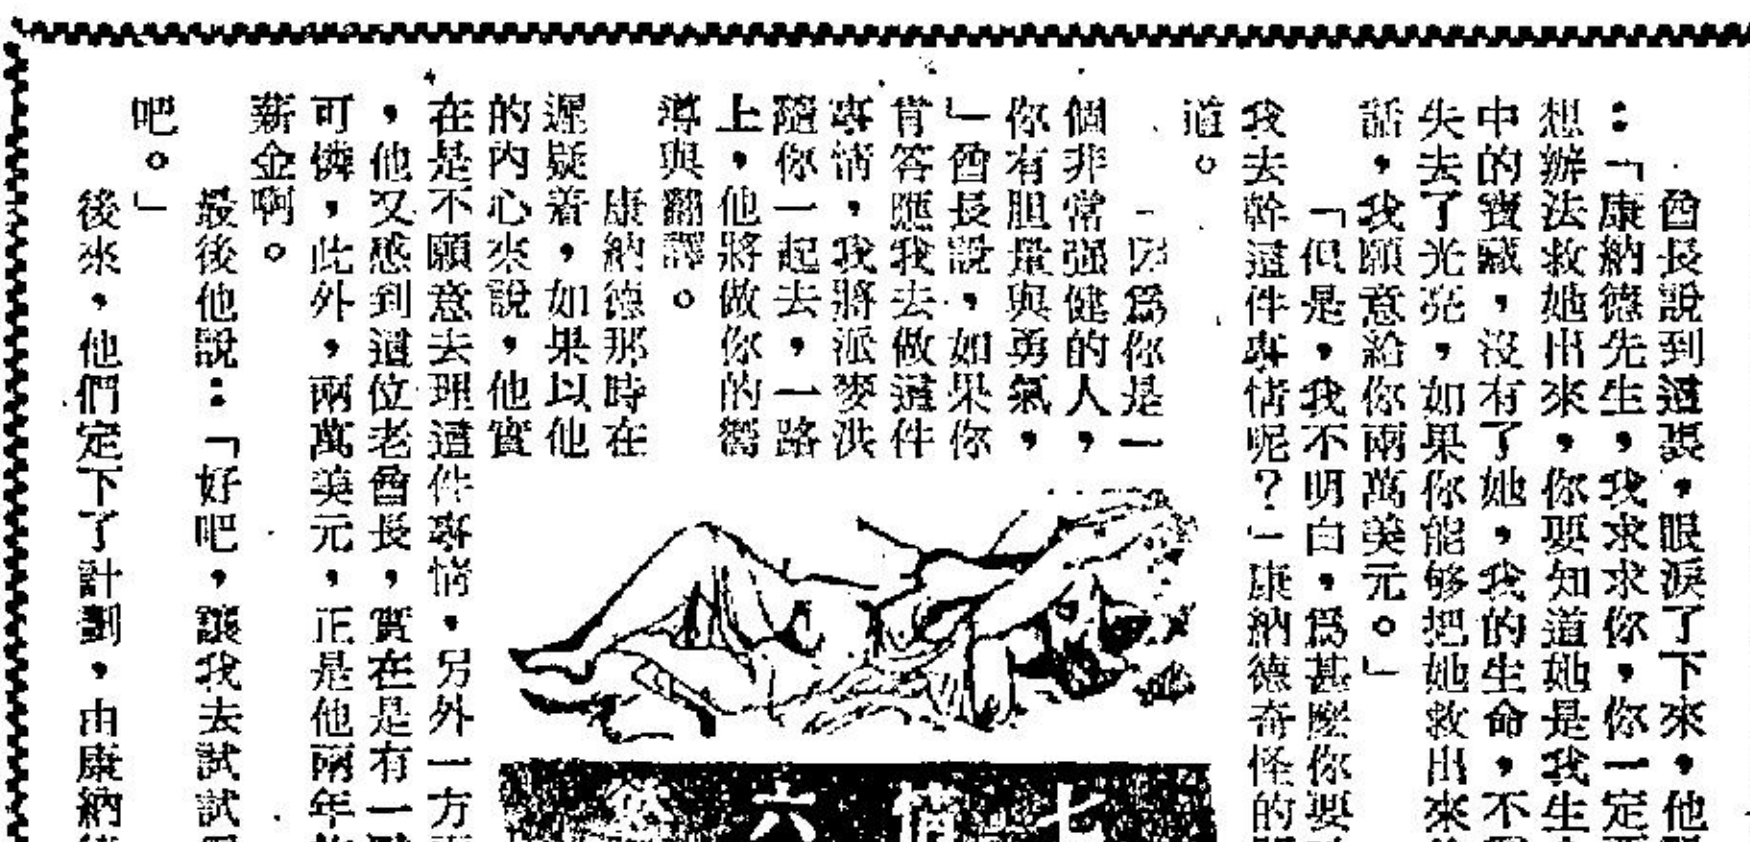 酋長說到這裏，眼淚了下來，他
：「康納德先生，我求求你，你一定
想辦法救她出來，你要知道她是我生
中的寶藏，沒有了她，我的生命，不
失去了光亮，如果你能够把她救出來
話，我願意給你兩萬美元。」
「但是，我不明白，爲甚麼你要
我去幹這件事情呢？」康納德奇怪的
道。
「因爲你是一
個非常强健的人，
你有胆量與勇氣，
」酋長說，如果你
肯答應我去做這件
事情，我將派麥洪
隨你一起去，一路
上，他將做你的嚮
導與翻譯。
康納德那時在
遲疑着，如果以他
的內心來說，他實
在是不願意去理這件事情，另外一方
，他又感到這位老酋長，實在是有一
可憐，此外，兩萬美元，正是他兩年
薪金啊。
最後他說：「好吧，讓我去試試
吧。」
後來，他們定下了計劃，由康納
七
六